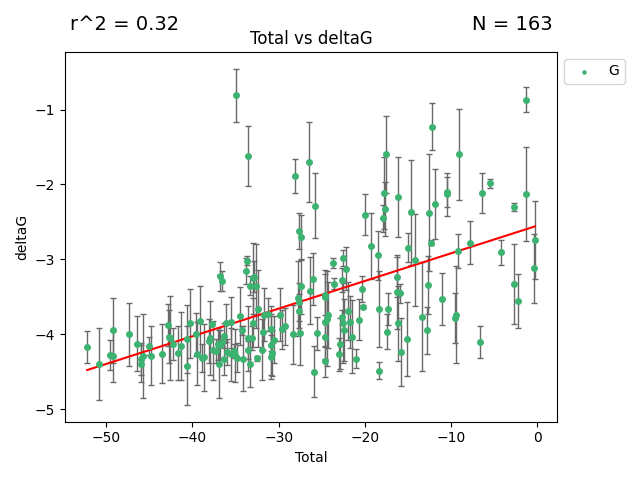 r^2 = 0.32
N = 163
Total vs deltaG
G
−1
−2
−3
−4
−5
deltaG
−50
−40
−30
−20
−10
0
Total